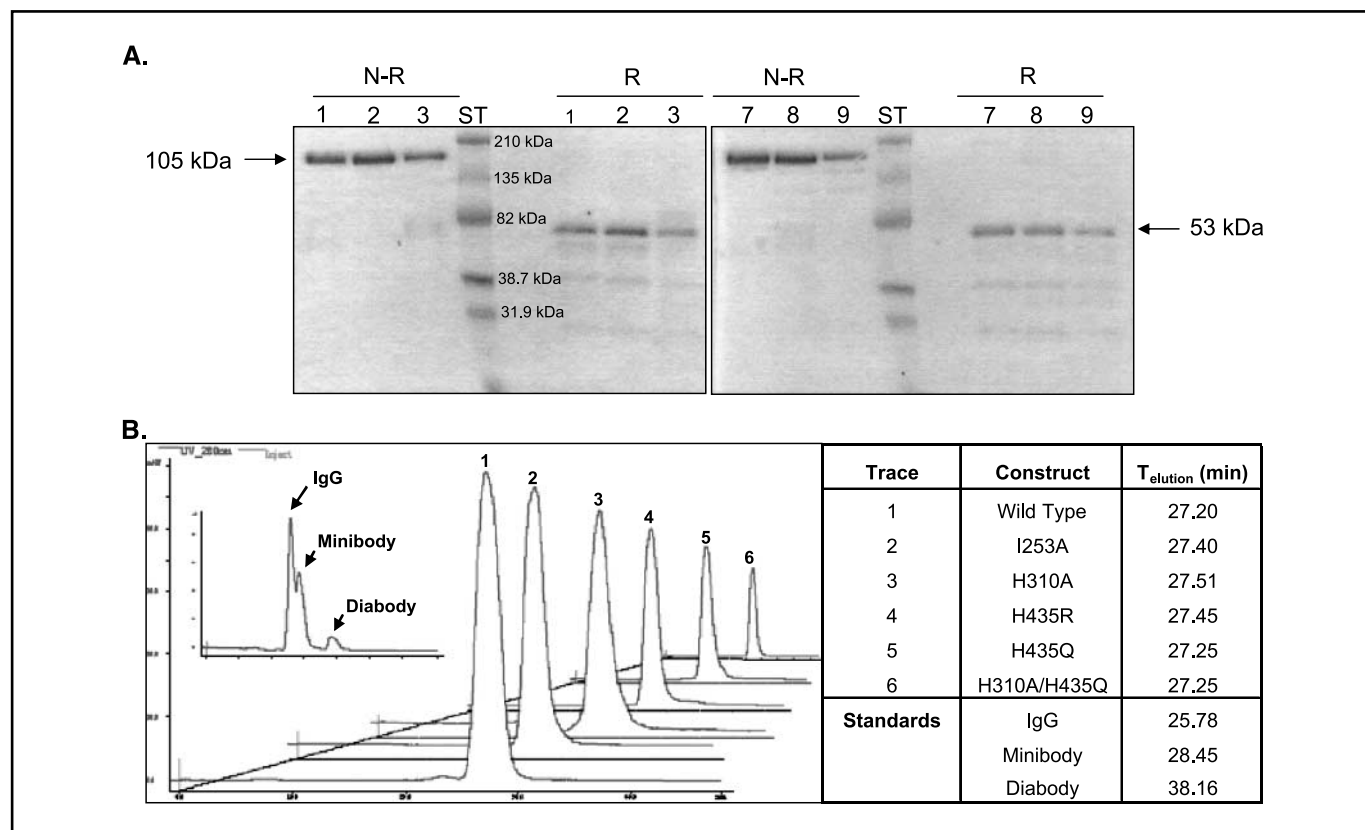 A.
N-R R N-R R
1 2 3 ST 1 2 3 7 8 9 ST 7 8 9
210 kDa
105 kDa
135 kDa
82 kDa
53 kDa
38.7 kDa
31.9 kDa
B.
UV_280nm Inject
IgG
Minibody
Diabody
1
2
3
4
5
6
Trace Construct Telution (min)
1 Wild Type 27.20
2 I253A 27.40
3 H310A 27.51
4 H435R 27.45
5 H435Q 27.25
6 H310A/H435Q 27.25
Standards IgG 25.78
Minibody 28.45
Diabody 38.16